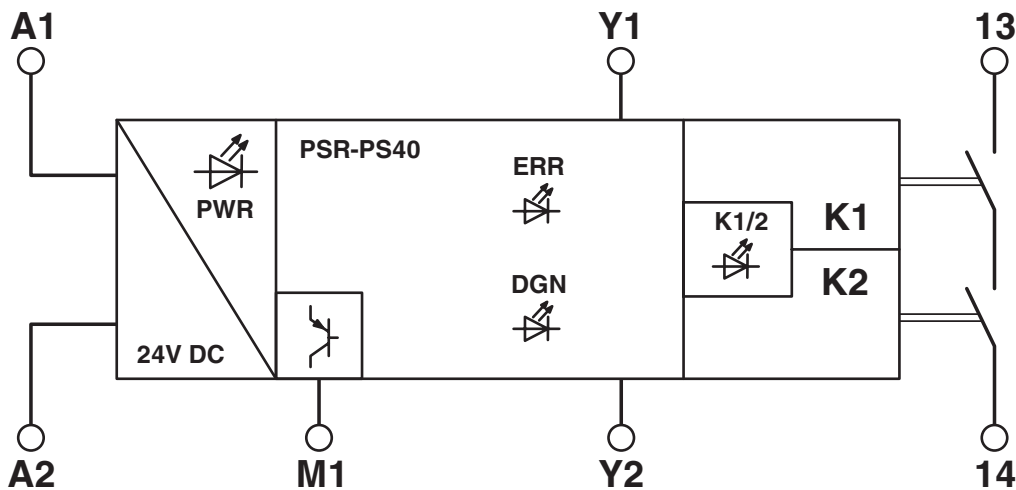 A1
Y1
13
PSR-PS40
ERR
PWR
K1/2
K1
K2
DGN
24V DC
A2
M1
Y2
14